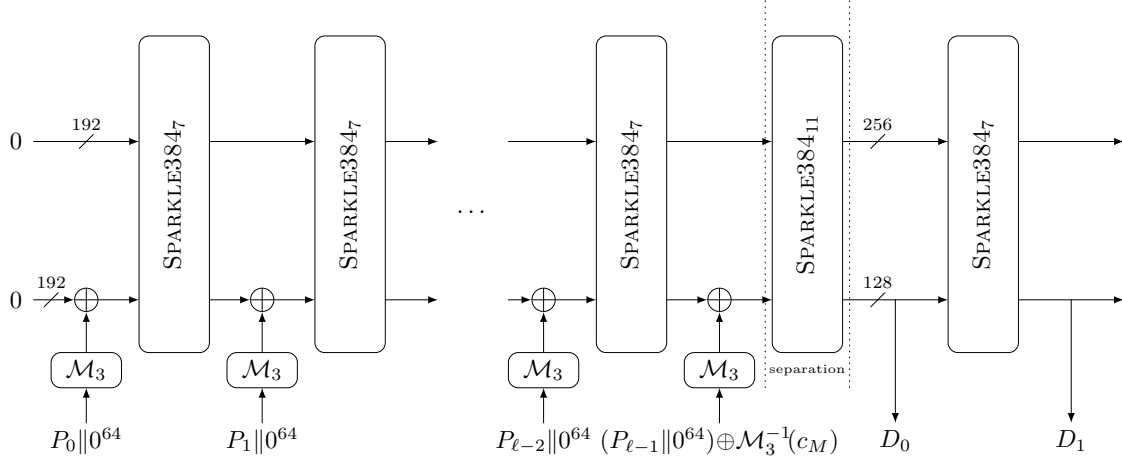 192 256
0 SPARKLE384₇ SPARKLE384₇ SPARKLE384₇ SPARKLE384₁₁ SPARKLE384₇
...
192 128
0
ℳ₃ ℳ₃ ℳ₃ ℳ₃ separation
P₀||0⁶⁴ P₁||0⁶⁴ P_{ℓ−2}||0⁶⁴ (P_{ℓ−1}||0⁶⁴)⊕ℳ₃⁻¹(c_M) D₀ D₁